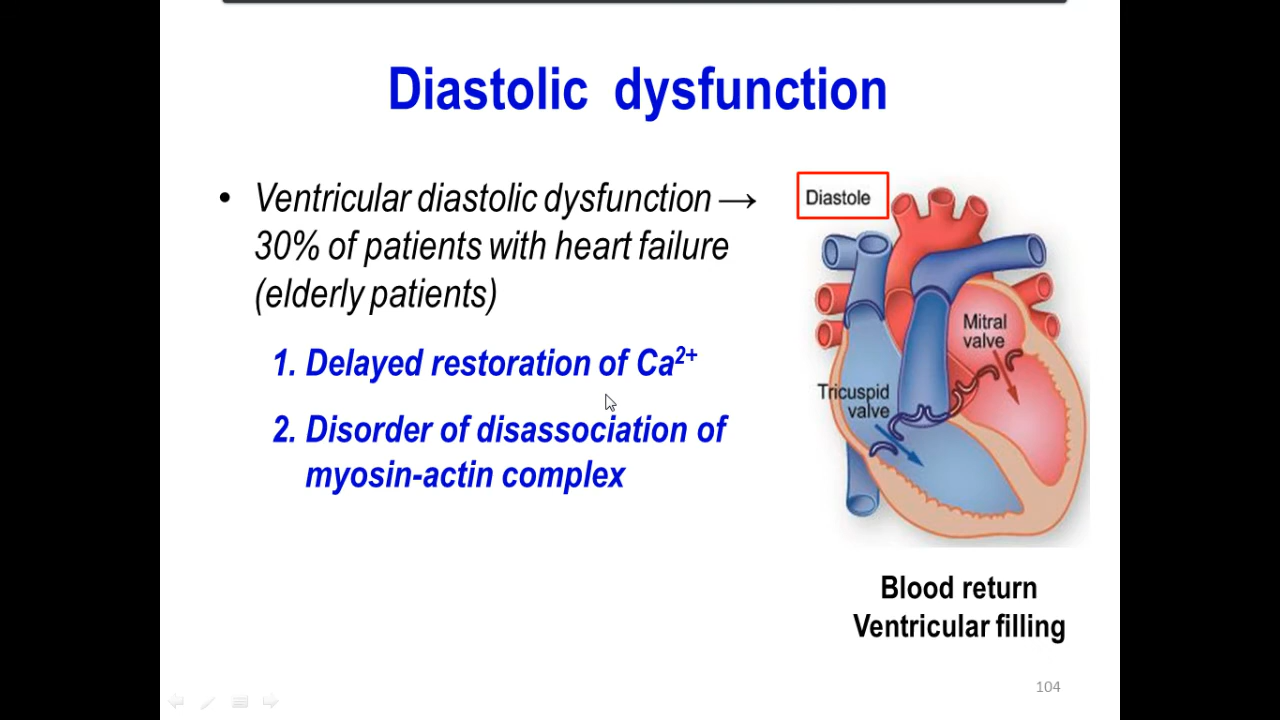 Diastolic dysfunction
• Ventricular diastolic dysfunction →
30% of patients with heart failure
(elderly patients)
1. Delayed restoration of Ca²⁺
2. Disorder of disassociation of
myosin-actin complex
Diastole
Mitral
valve
Tricuspid
valve
Blood return
Ventricular filling
104